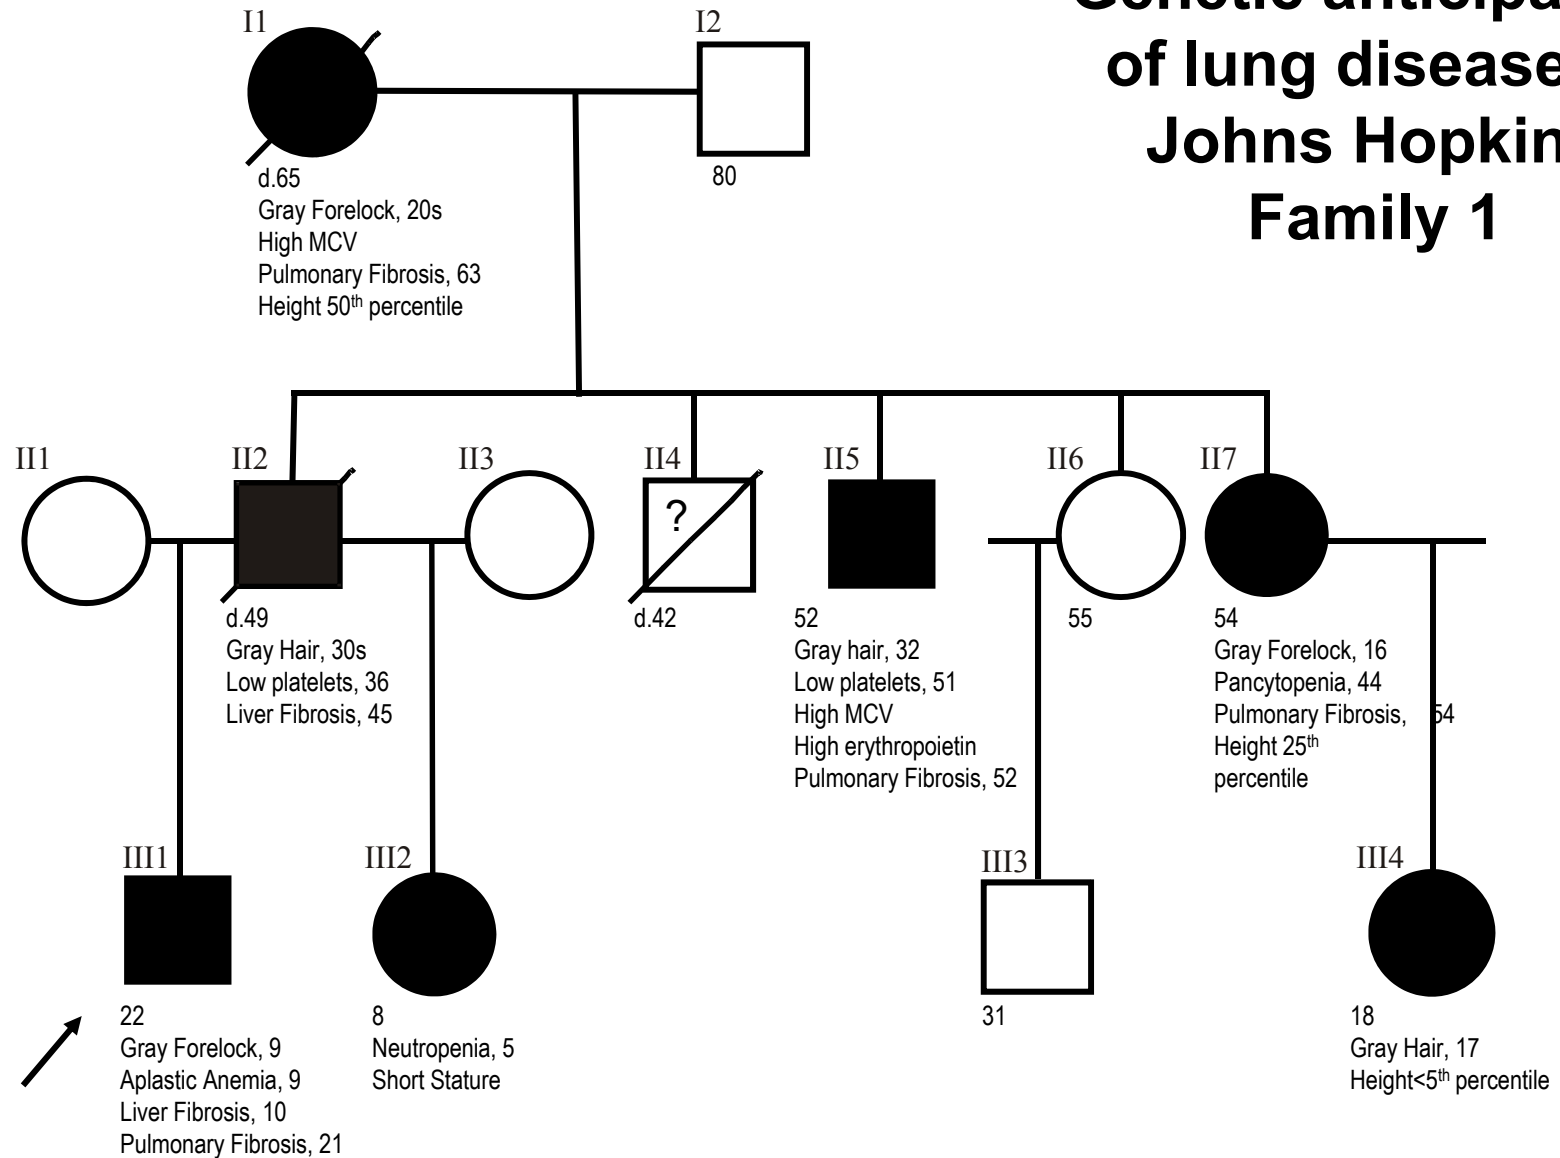 of lung disease
Johns Hopkin
Family 1
I1
I2
d.65
Gray Forelock, 20s
High MCV
Pulmonary Fibrosis, 63
Height 50th percentile
80
II1
II2
II3
II4
II5
II6
II7
?
d.49
Gray Hair, 30s
Low platelets, 36
Liver Fibrosis, 45
d.42
52
Gray hair, 32
Low platelets, 51
High MCV
High erythropoietin
Pulmonary Fibrosis, 52
55
54
Gray Forelock, 16
Pancytopenia, 44
Pulmonary Fibrosis, 54
Height 25th
percentile
III1
III2
III3
III4
22
Gray Forelock, 9
Aplastic Anemia, 9
Liver Fibrosis, 10
Pulmonary Fibrosis, 21
8
Neutropenia, 5
Short Stature
31
18
Gray Hair, 17
Height<5th percentile